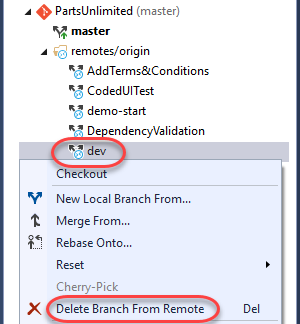 PartsUnlimited (master)
master
remotes/origin
AddTerms&Conditions
CodedUITest
demo-start
DependencyValidation
dev
Checkout
New Local Branch From...
Merge From...
Rebase Onto...
Reset
Cherry-Pick
Delete Branch From Remote Del